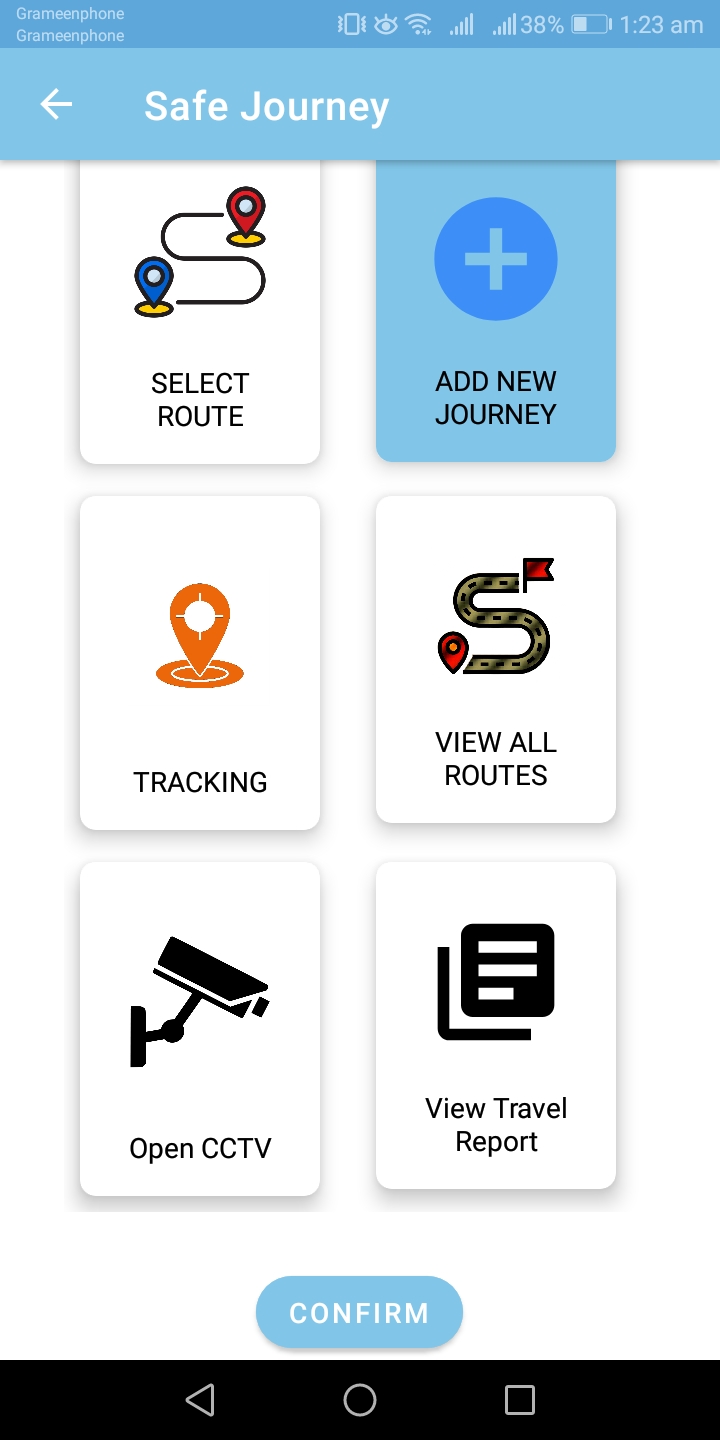 Grameenphone
Grameenphone
38% 1:23 am
Safe Journey
SELECT
ROUTE
ADD NEW
JOURNEY
TRACKING
VIEW ALL
ROUTES
Open CCTV
View Travel
Report
CONFIRM